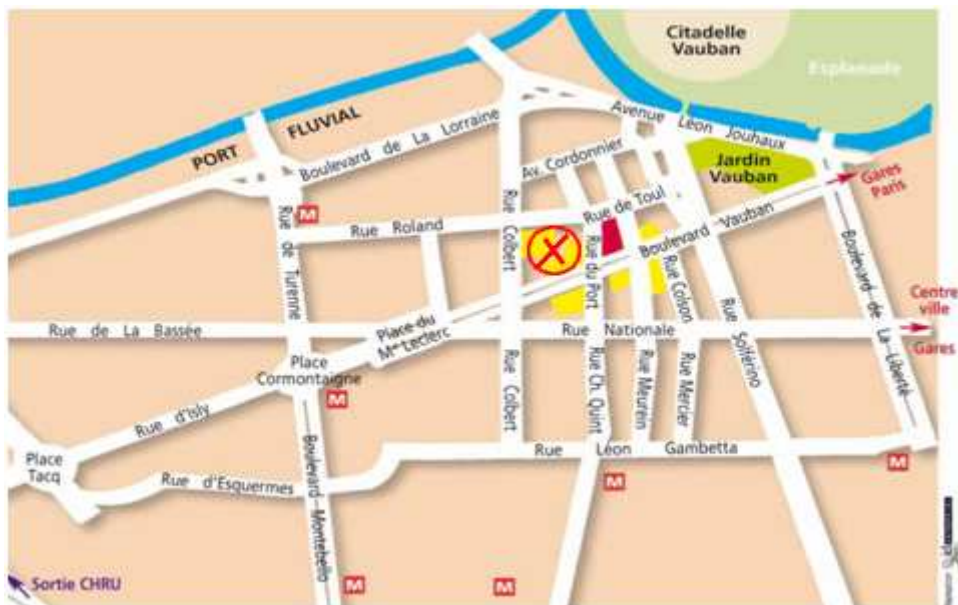 Citadelle
Vauban
Esplanade
PORT FLUVIAL
Boulevard de La Lorraine
Avenue Léon Jouhaux
Av. Cordonnier
Jardin
Vauban
Gares
Paris
M
Rue de Turenne
Rue Roland
Rue Colbert
Rue de Toul
Rue du Port
Boulevard Vauban
Rue Colson
Boulevard de La Liberté
Centre
ville
Gares
Rue de La Bassée
Place du
Mal Leclerc
Rue Nationale
Rue Solférino
Place
Cormontaigne
M
Rue Colbert
Rue Ch. Quint
Rue Meurein
Rue Mercier
Rue d'Isly
Place
Tacq
Rue d'Esquermes
Boulevard Montebello
Rue Léon Gambetta
M
M
Sortie CHRU
M
M